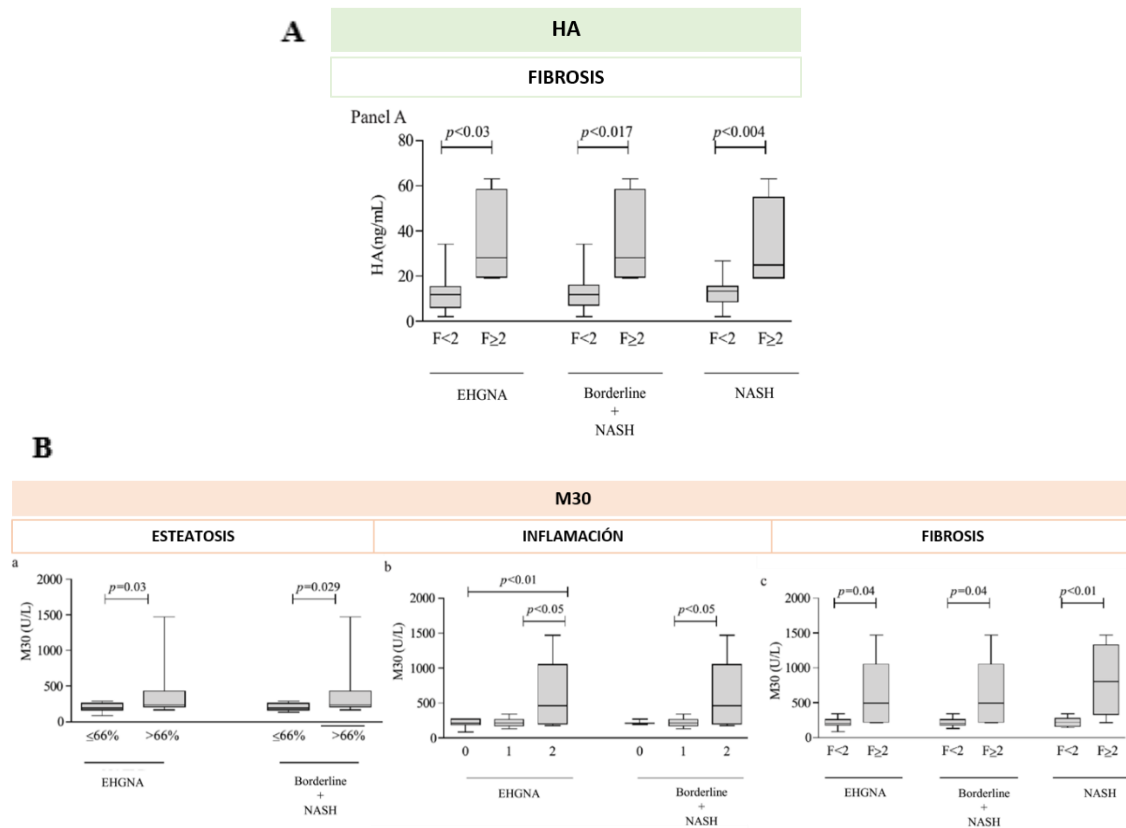 A
HA
FIBROSIS
Panel A
p<0.03 p<0.017 p<0.004
HA(ng/mL)
80
60
40
20
0
F<2 F≥2 F<2 F≥2 F<2 F≥2
EHGNA Borderline + NASH NASH
B
M30
ESTEATOSIS INFLAMACIÓN FIBROSIS
a
M30 (U/L)
2000
1500
1000
500
0
p=0.03 p=0.029
≤66% >66% ≤66% >66%
EHGNA Borderline + NASH
b
M30 (U/L)
2000
1500
1000
500
0
p<0.01
p<0.05 p<0.05
0 1 2 0 1 2
EHGNA Borderline + NASH
c
M30 (U/L)
2000
1500
1000
500
0
p=0.04 p=0.04 p<0.01
F<2 F≥2 F<2 F≥2 F<2 F≥2
EHGNA Borderline + NASH NASH